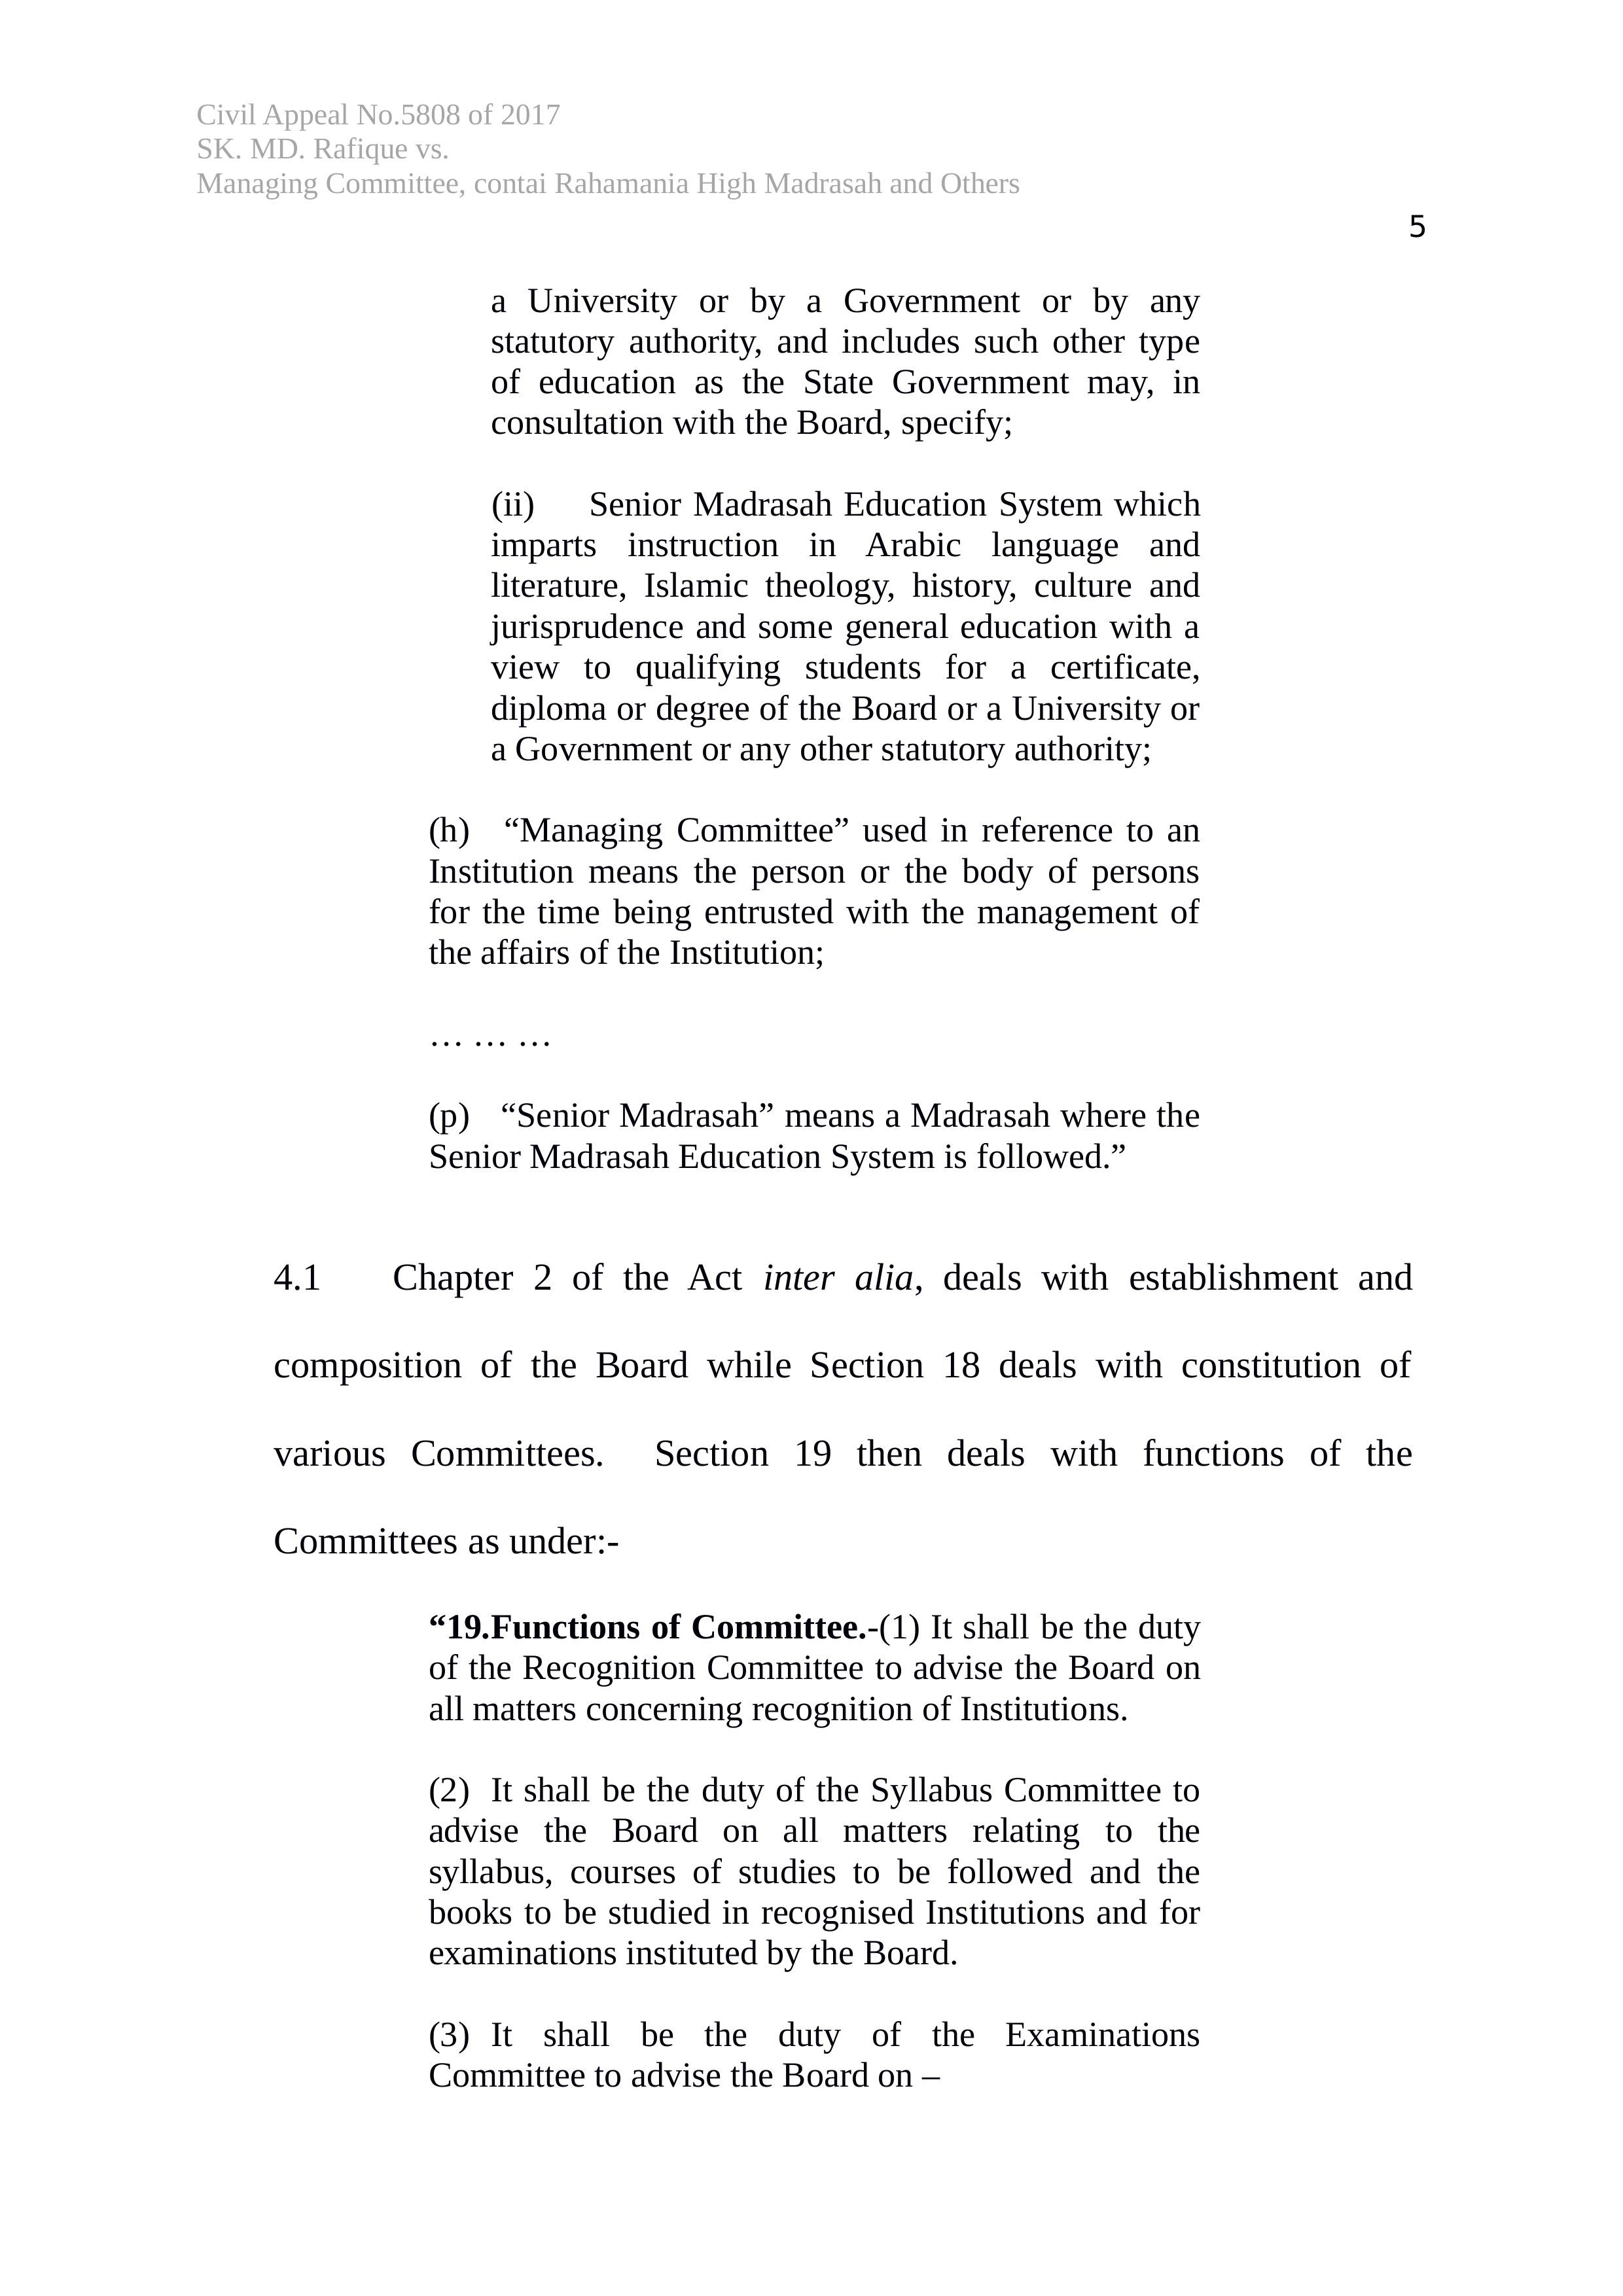 Civil Appeal No.5808 of 2017
SK. MD. Rafique vs.
Managing Committee, contai Rahamania High Madrasah and Others
5
a University or by a Government or by any
statutory authority, and includes such other type
of education as the State Government may, in
consultation with the Board, specify;
(ii) Senior Madrasah Education System which
imparts instruction in Arabic language and
literature, Islamic theology, history, culture and
jurisprudence and some general education with a
view to qualifying students for a certificate,
diploma or degree of the Board or a University or
a Government or any other statutory authority;
(h) “Managing Committee” used in reference to an
Institution means the person or the body of persons
for the time being entrusted with the management of
the affairs of the Institution;
… … …
(p) “Senior Madrasah” means a Madrasah where the
Senior Madrasah Education System is followed.”
4.1 Chapter 2 of the Act inter alia, deals with establishment and
composition of the Board while Section 18 deals with constitution of
various Committees. Section 19 then deals with functions of the
Committees as under:-
“19.Functions of Committee.-(1) It shall be the duty
of the Recognition Committee to advise the Board on
all matters concerning recognition of Institutions.
(2) It shall be the duty of the Syllabus Committee to
advise the Board on all matters relating to the
syllabus, courses of studies to be followed and the
books to be studied in recognised Institutions and for
examinations instituted by the Board.
(3) It shall be the duty of the Examinations
Committee to advise the Board on –